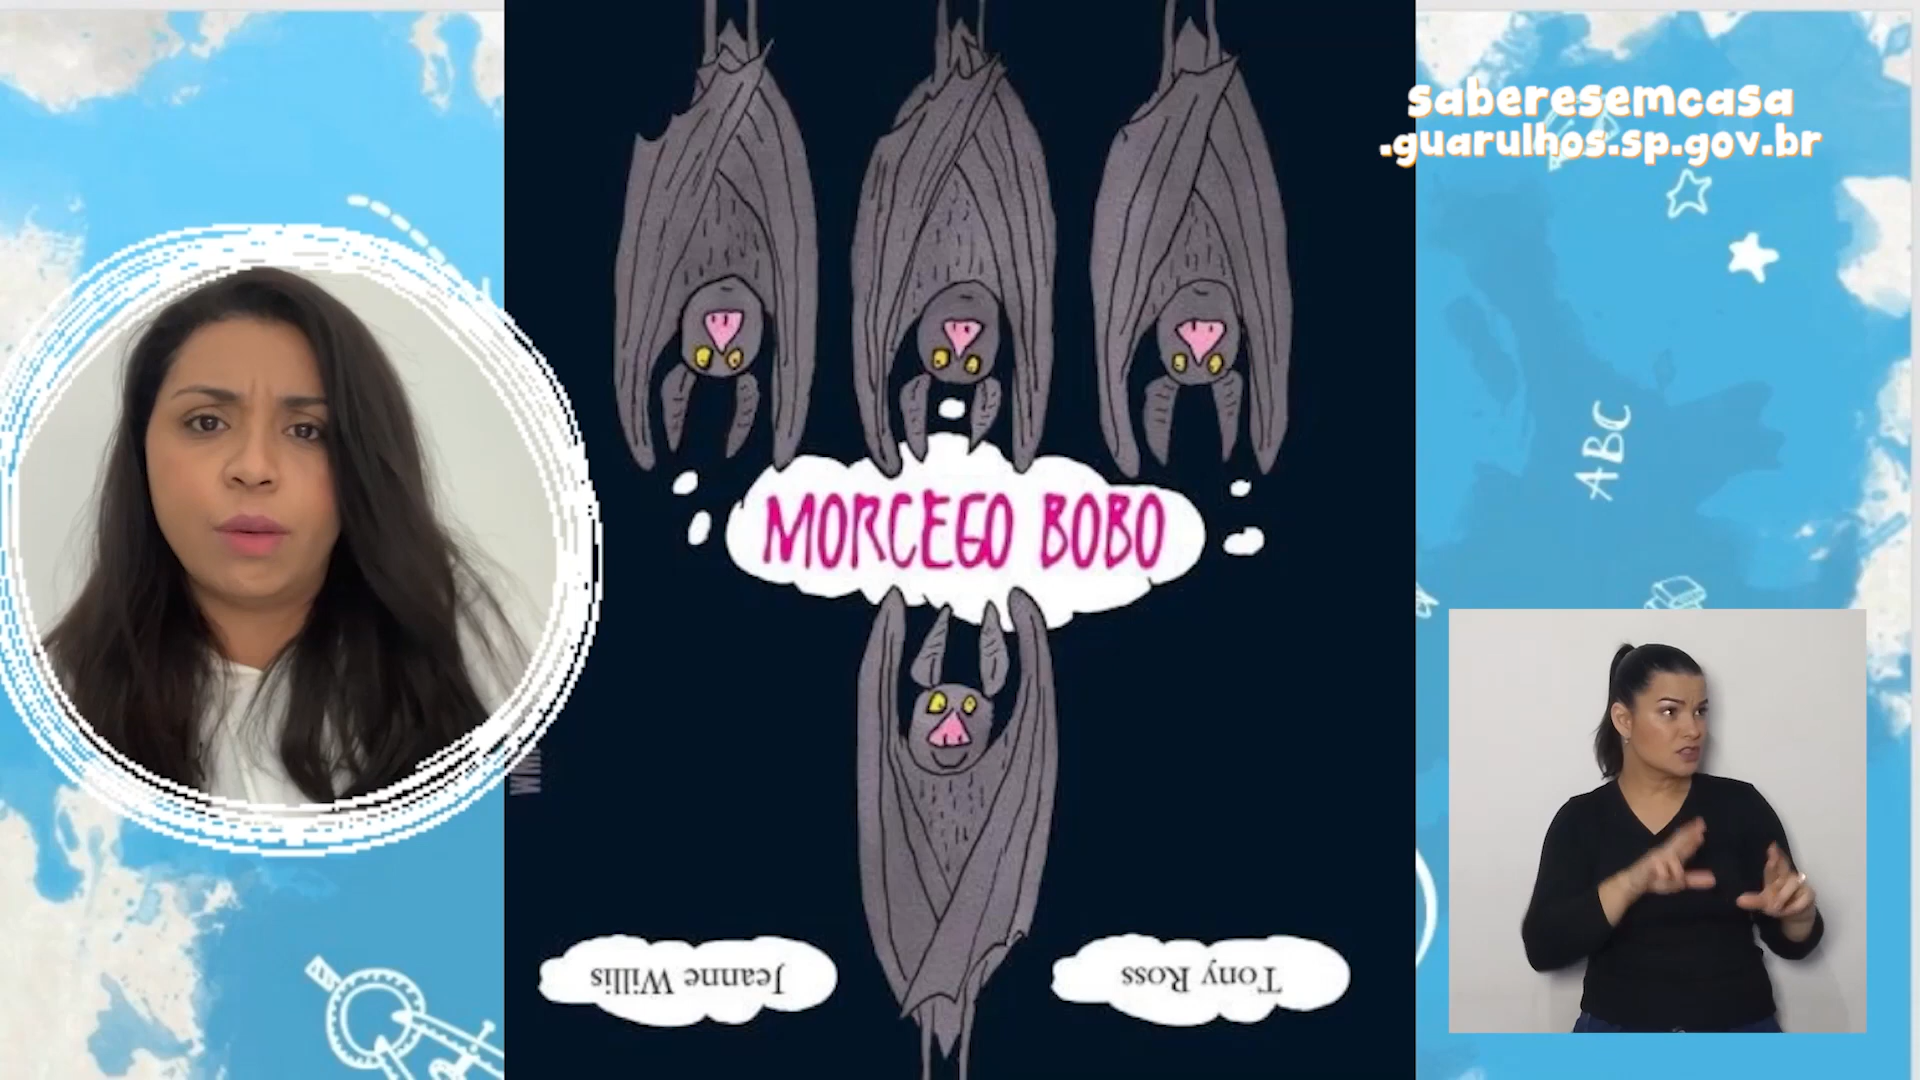 saberesemcasa
.guarulhos.sp.gov.br
MORCEGO BOBO
ABC
Jeanne Willis
Tony Ross